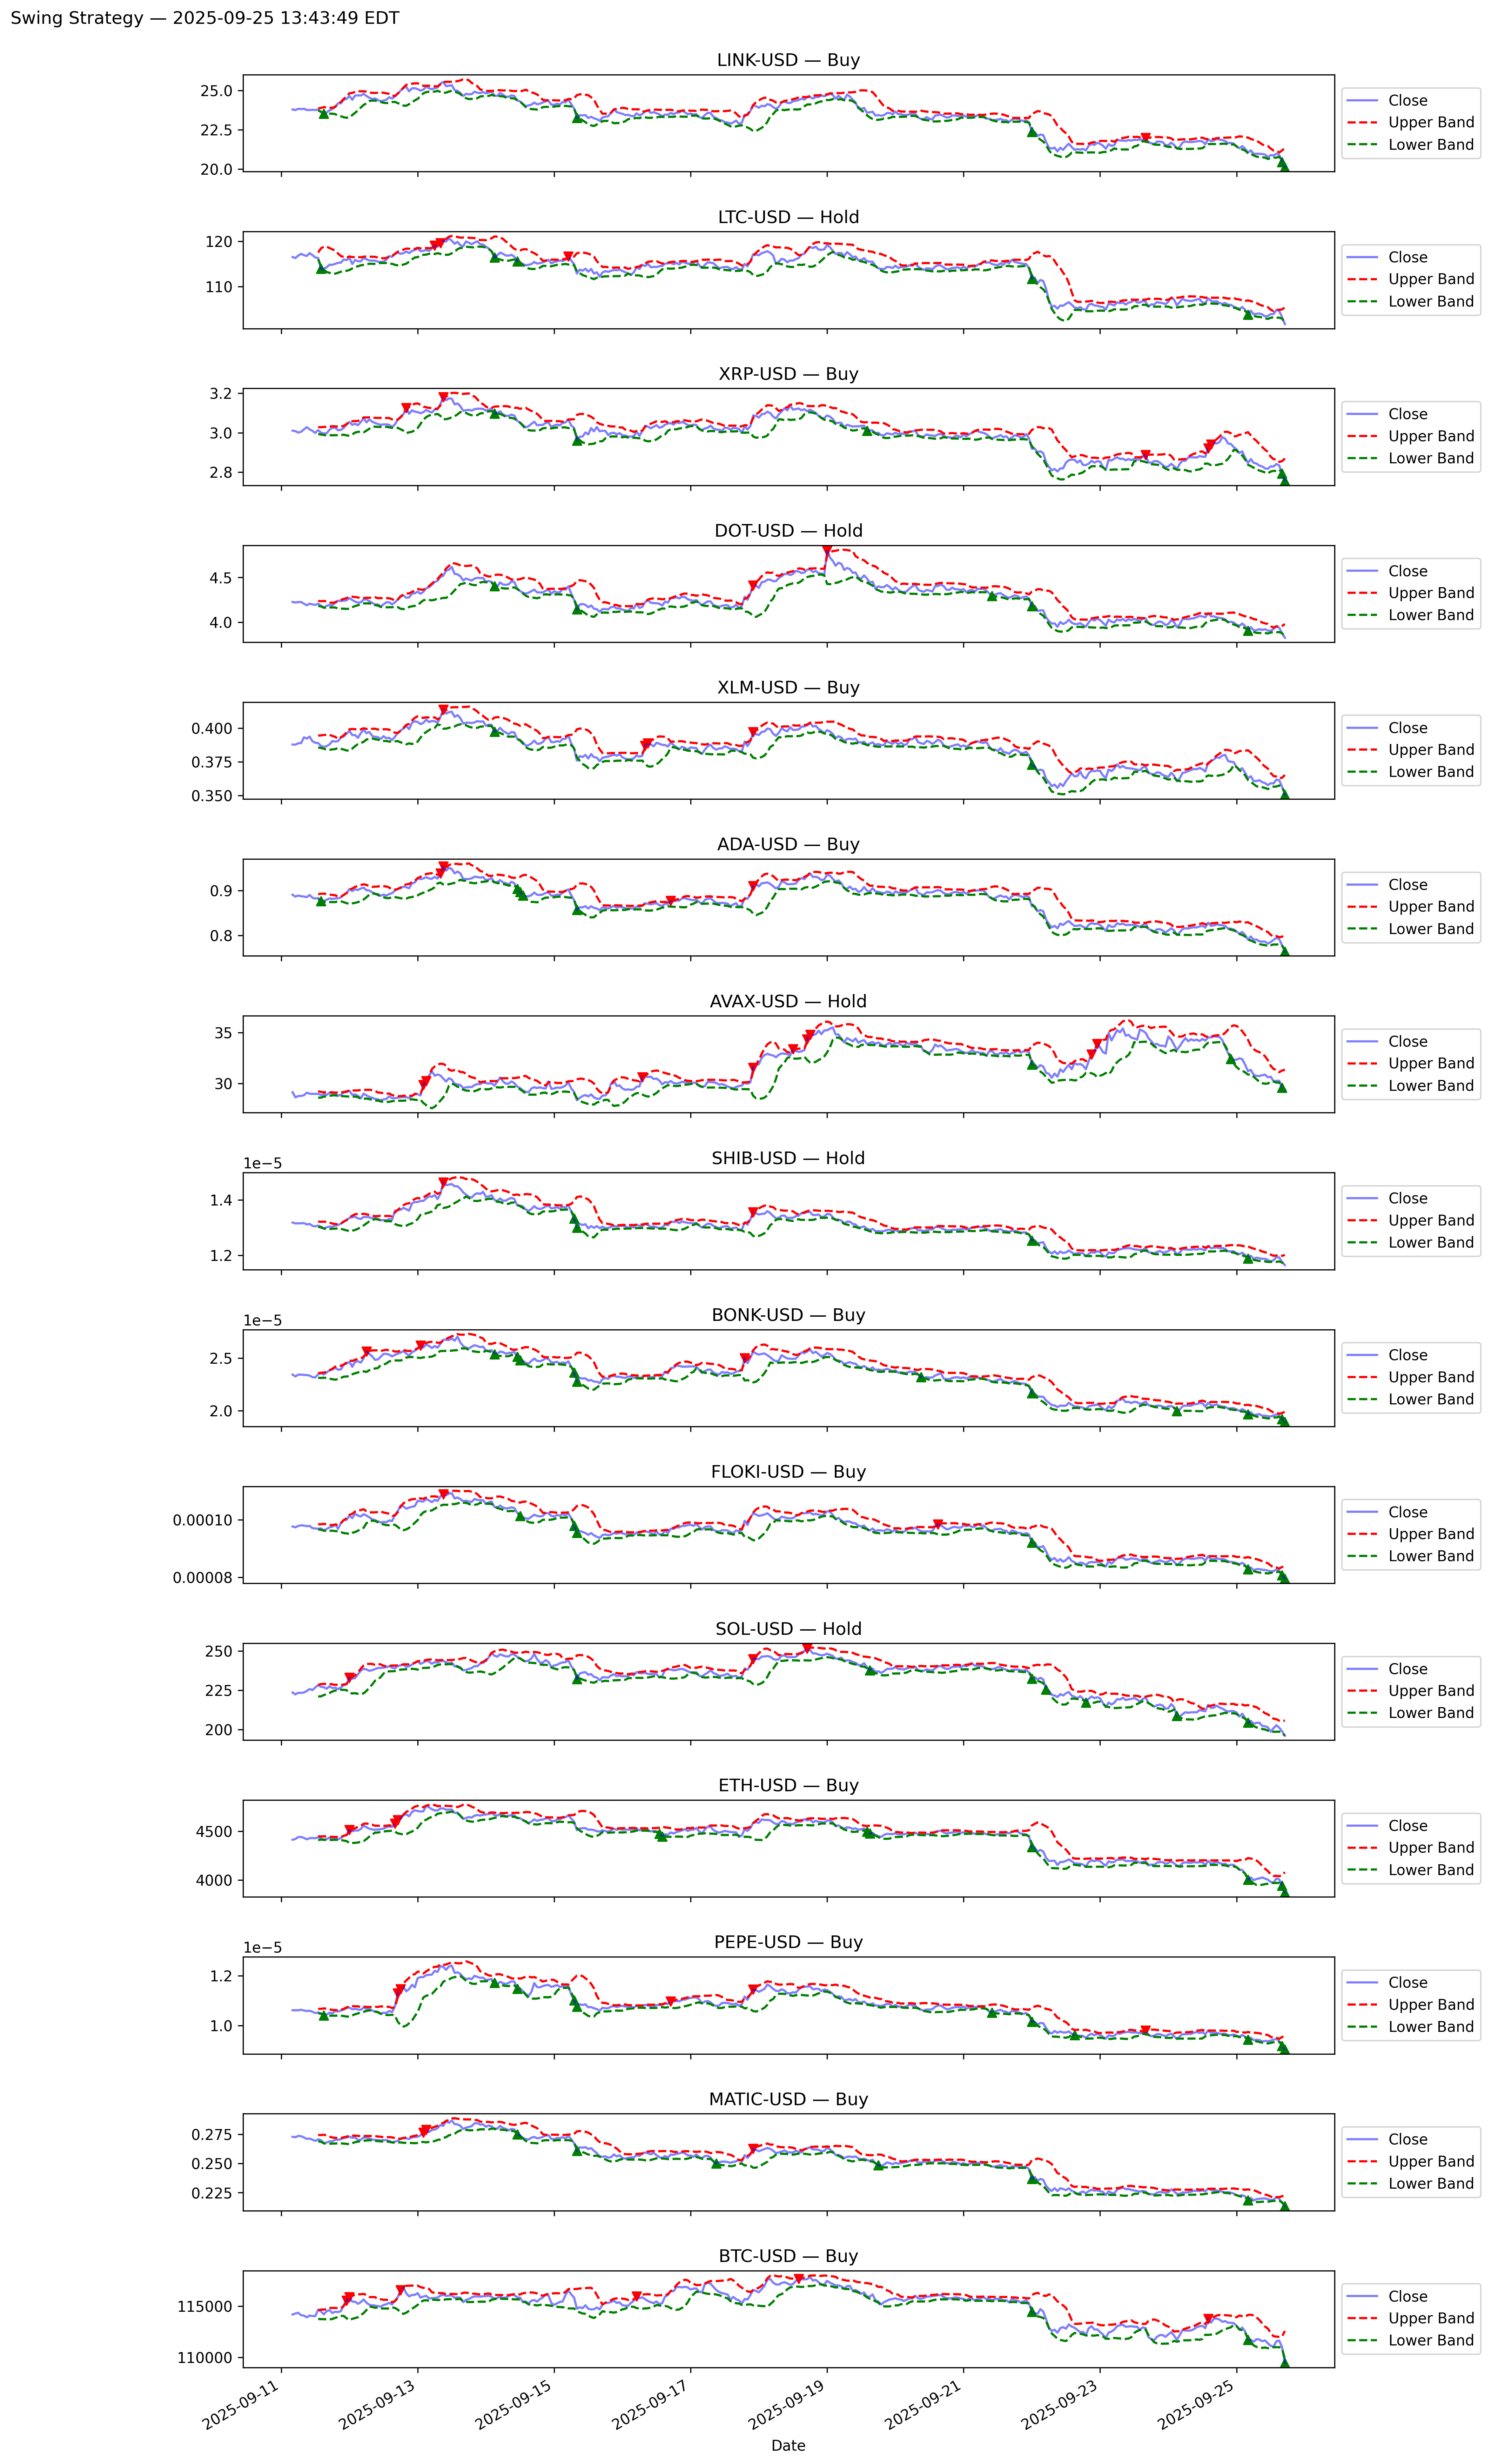 Swing Strategy — 2025-09-25 13:43:49 EDT
LINK-USD — Buy
25.0
22.5
20.0
Close
Upper Band
Lower Band
LTC-USD — Hold
120
110
Close
Upper Band
Lower Band
XRP-USD — Buy
3.2
3.0
2.8
Close
Upper Band
Lower Band
DOT-USD — Hold
4.5
4.0
Close
Upper Band
Lower Band
XLM-USD — Buy
0.400
0.375
0.350
Close
Upper Band
Lower Band
ADA-USD — Buy
0.9
0.8
Close
Upper Band
Lower Band
AVAX-USD — Hold
35
30
Close
Upper Band
Lower Band
SHIB-USD — Hold
1e−5
1.4
1.2
Close
Upper Band
Lower Band
BONK-USD — Buy
1e−5
2.5
2.0
Close
Upper Band
Lower Band
FLOKI-USD — Buy
0.00010
0.00008
Close
Upper Band
Lower Band
SOL-USD — Hold
250
225
200
Close
Upper Band
Lower Band
ETH-USD — Buy
4500
4000
Close
Upper Band
Lower Band
PEPE-USD — Buy
1e−5
1.2
1.0
Close
Upper Band
Lower Band
MATIC-USD — Buy
0.275
0.250
0.225
Close
Upper Band
Lower Band
BTC-USD — Buy
115000
110000
Close
Upper Band
Lower Band
2025-09-11
2025-09-13
2025-09-15
2025-09-17
2025-09-19
2025-09-21
2025-09-23
2025-09-25
Date